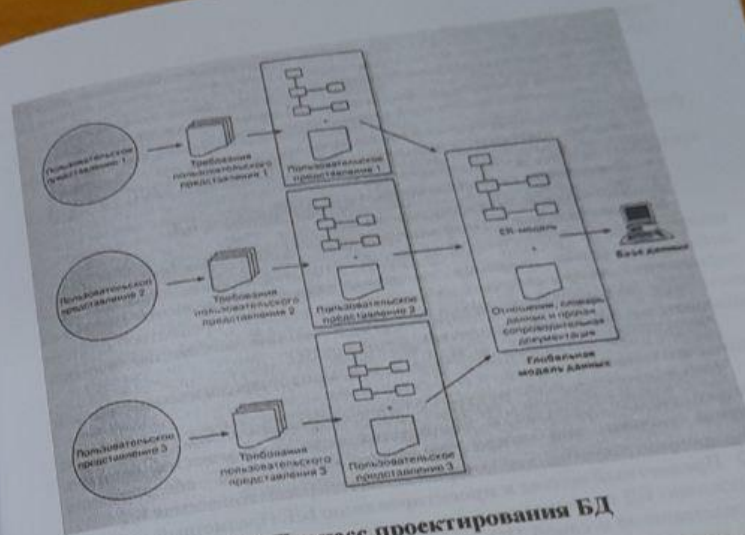 Пользовательское
представление 1
Требования
пользовательского
представления 1
Пользовательское
представление 1
Пользовательское
представление 2
Требования
пользовательского
представления 2
Пользовательское
представление 2
Пользовательское
представление 3
Требования
пользовательского
представления 3
Пользовательское
представление 3
ER-модель
Отношения, словарь
данных и прочая
сопроводительная
документация
Глобальная
модель данных
База данных
проектирования БД